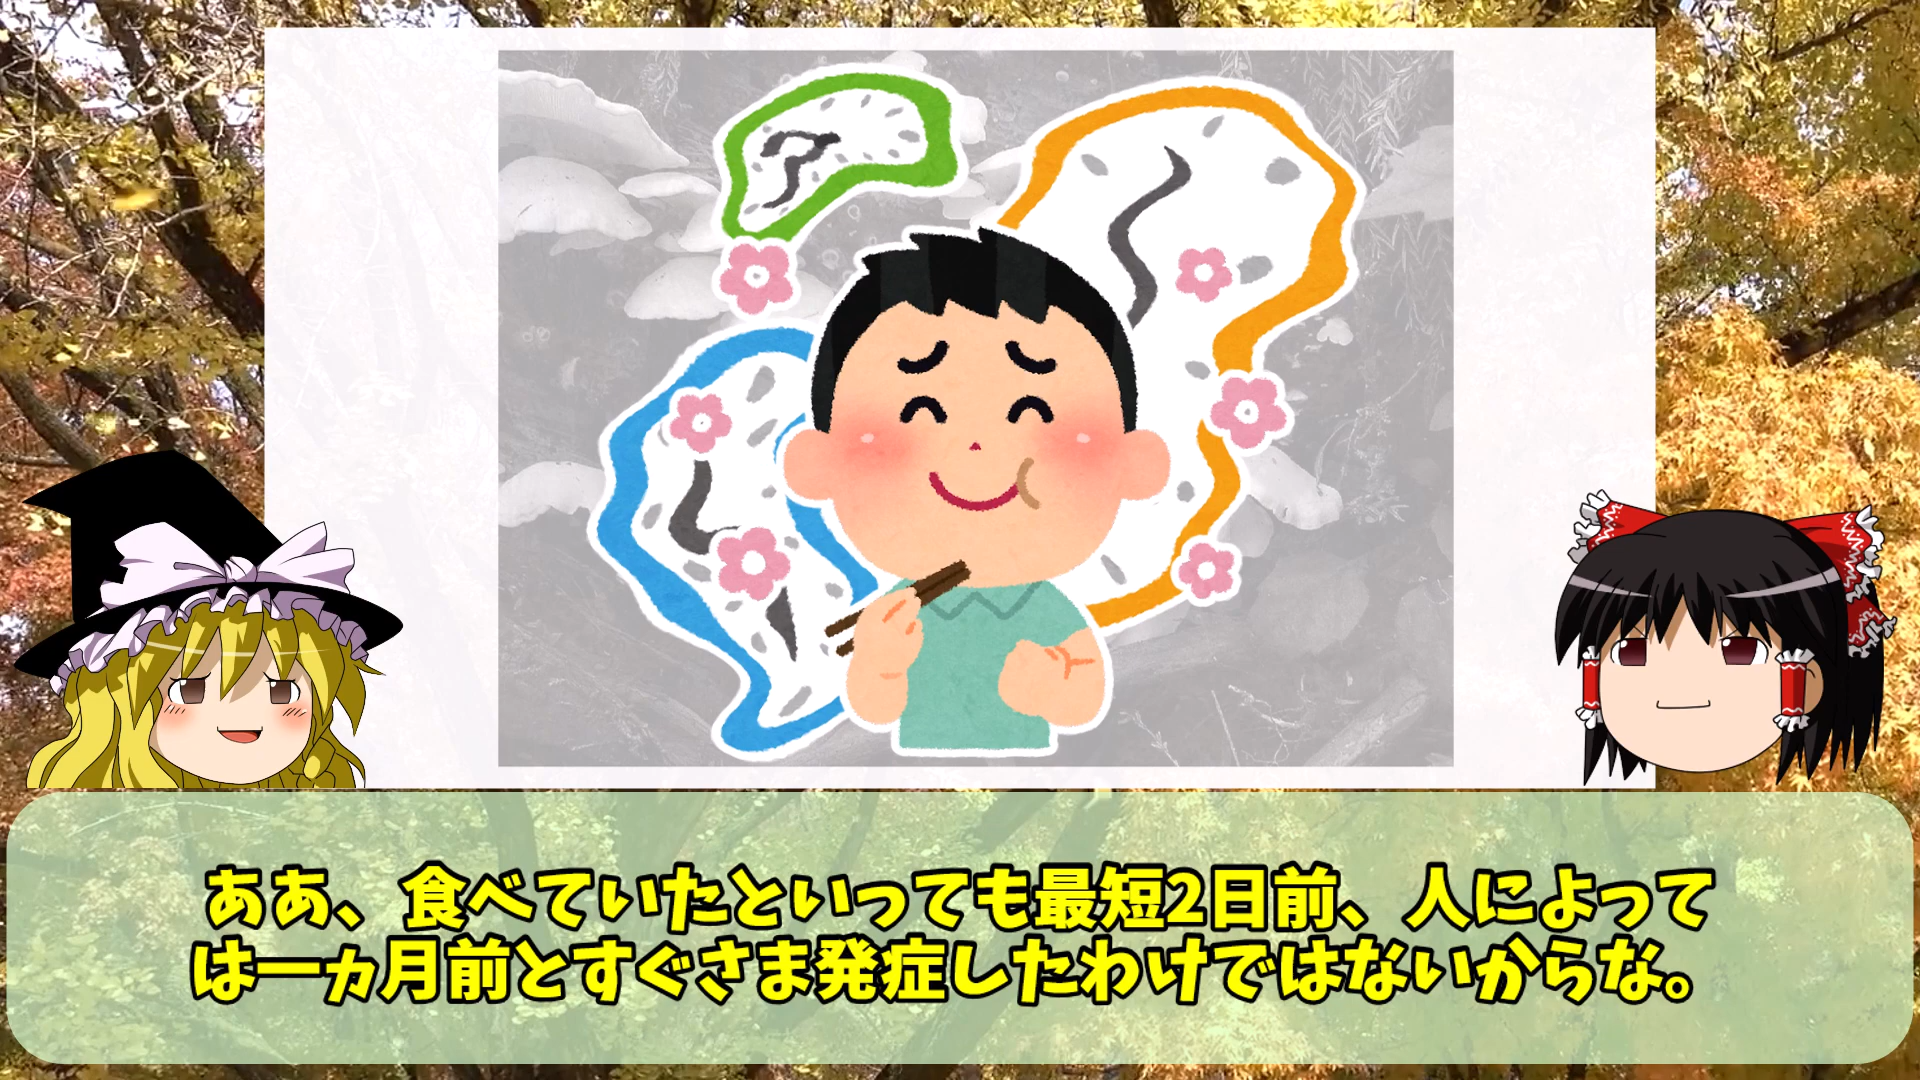 ああ、食べていたといっても最短2日前、人によって
は一ヵ月前とすぐさま発症したわけではないからな。